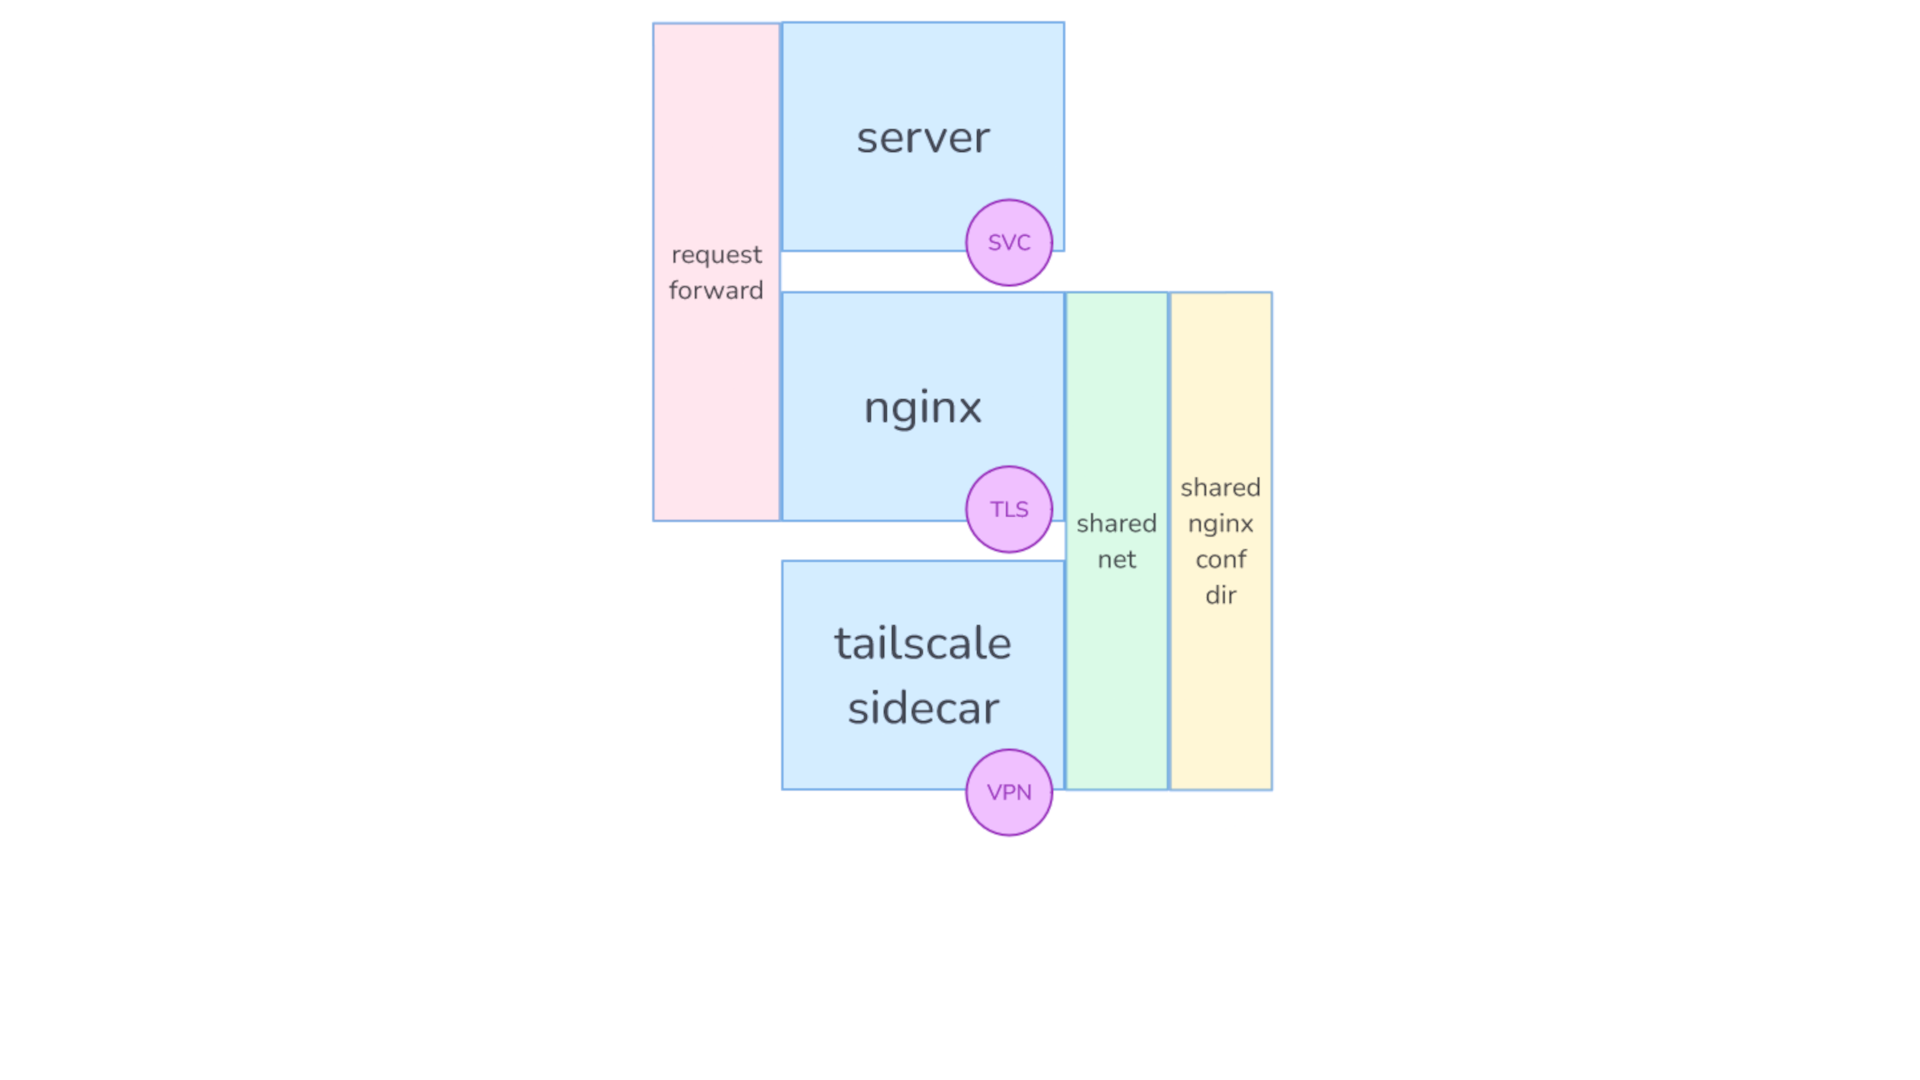 server
SVC
request
forward
nginx
TLS
shared
net
shared
nginx
conf
dir
tailscale
sidecar
VPN